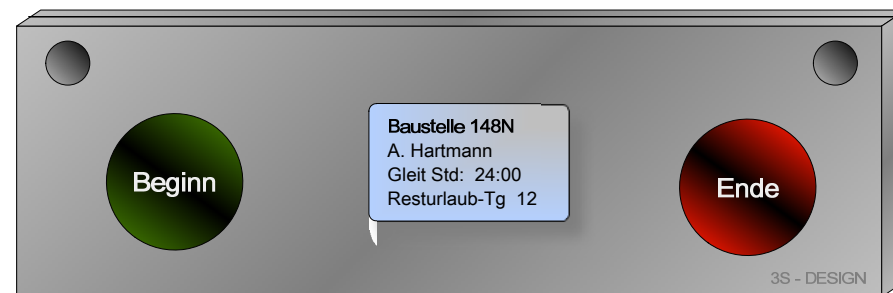 Beginn
Baustelle 148N
A. Hartmann
Gleit Std: 24:00
Resturlaub-Tg 12
Ende
3S - DESIGN